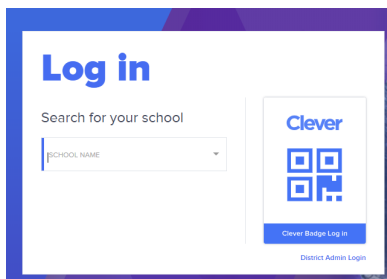 Log in
Search for your school
SCHOOL NAME
Clever
Clever Badge Log in
District Admin Login